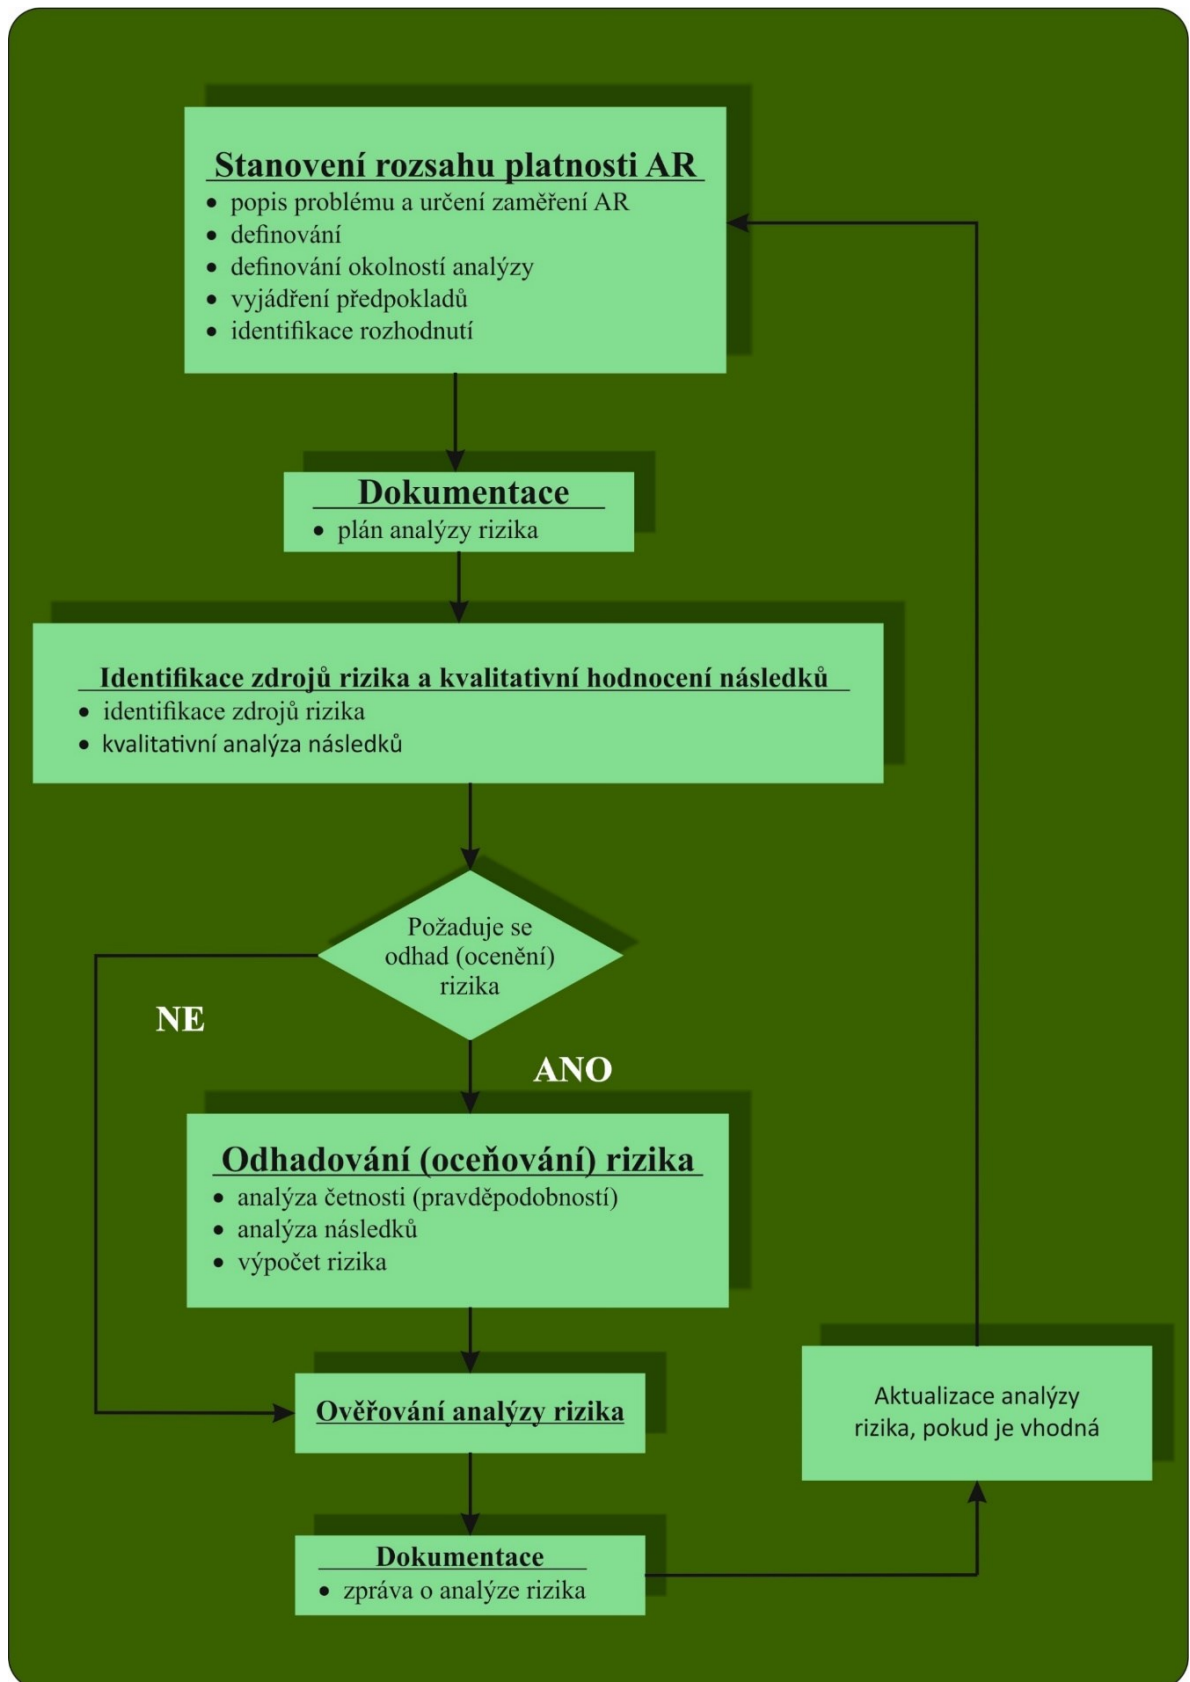 Stanovení rozsahu platnosti AR
• popis problému a určení zaměření AR
• definování
• definování okolností analýzy
• vyjádření předpokladů
• identifikace rozhodnutí
Dokumentace
• plán analýzy rizika
Identifikace zdrojů rizika a kvalitativní hodnocení následků
• identifikace zdrojů rizika
• kvalitativní analýza následků
Požaduje se
odhad (ocenění)
rizika
NE
ANO
Odhadování (oceňování) rizika
• analýza četnosti (pravděpodobností)
• analýza následků
• výpočet rizika
Ověřování analýzy rizika
Dokumentace
• zpráva o analýze rizika
Aktualizace analýzy
rizika, pokud je vhodná